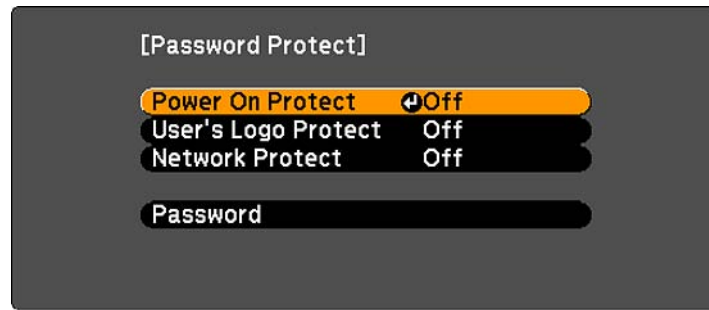 [Password Protect]
Power On Protect Off
User's Logo Protect Off
Network Protect Off
Password